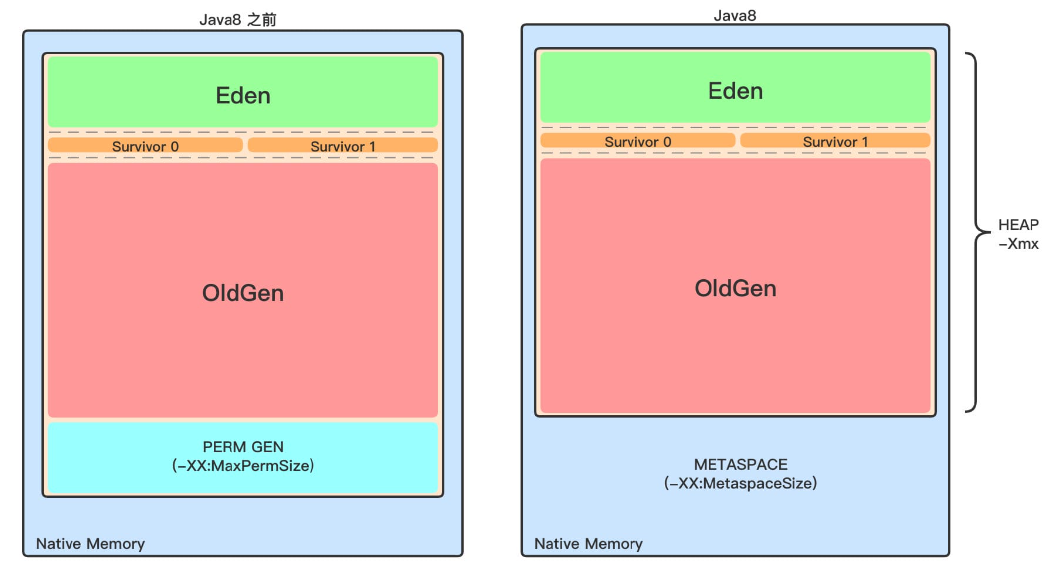 Java8 之前
Eden
Survivor 0
Survivor 1
OldGen
PERM GEN
(-XX:MaxPermSize)
Native Memory
Java8
Eden
Survivor 0
Survivor 1
OldGen
METASPACE
(-XX:MetaspaceSize)
Native Memory
HEAP
-Xmx